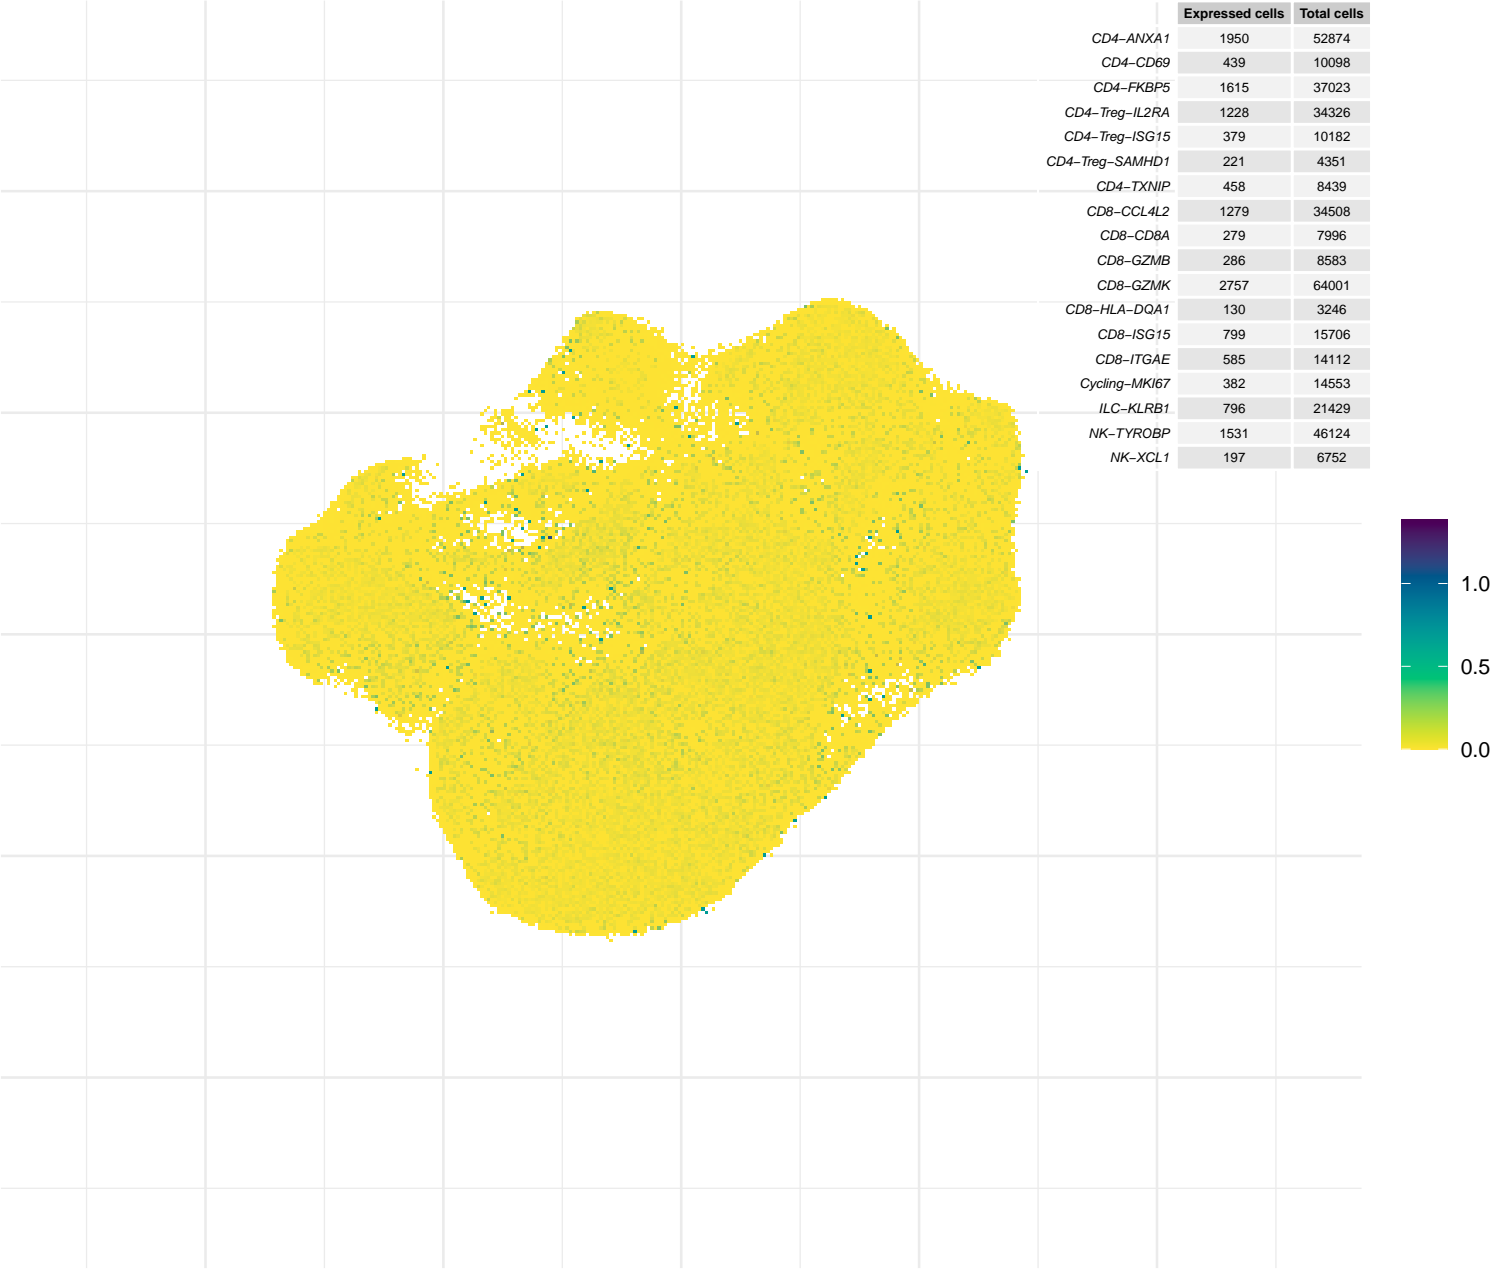 Expressed cells Total cells
CD4−ANXA1 1950 52874
CD4−CD69 439 10098
CD4−FKBP5 1615 37023
CD4−Treg−IL2RA 1228 34326
CD4−Treg−ISG15 379 10182
CD4−Treg−SAMHD1 221 4351
CD4−TXNIP 458 8439
CD8−CCL4L2 1279 34508
CD8−CD8A 279 7996
CD8−GZMB 286 8583
CD8−GZMK 2757 64001
CD8−HLA−DQA1 130 3246
CD8−ISG15 799 15706
CD8−ITGAE 585 14112
Cycling−MKI67 382 14553
ILC−KLRB1 796 21429
NK−TYROBP 1531 46124
NK−XCL1 197 6752
1.0
0.5
0.0